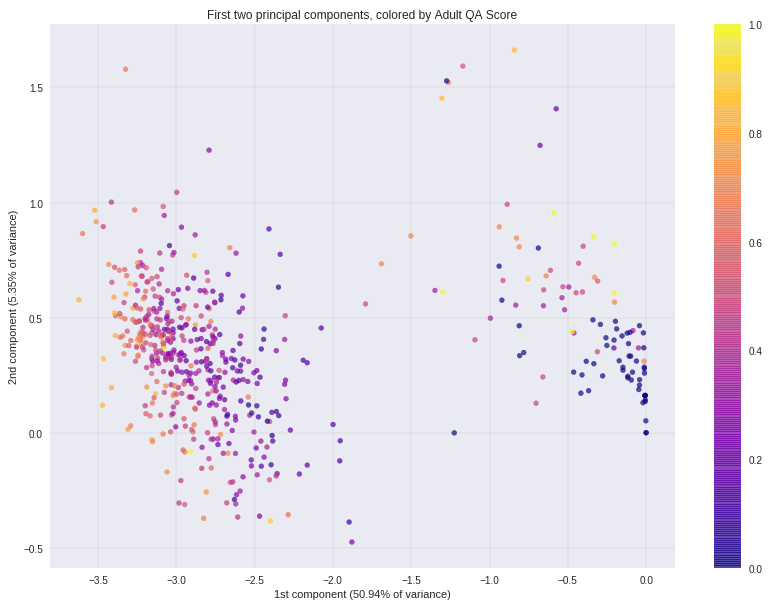 First two principal components, colored by Adult QA Score
1.5
1.0
0.5
0.0
−0.5
2nd component (5.35% of variance)
−3.5 −3.0 −2.5 −2.0 −1.5 −1.0 −0.5 0.0
1st component (50.94% of variance)
1.0
0.8
0.6
0.4
0.2
0.0